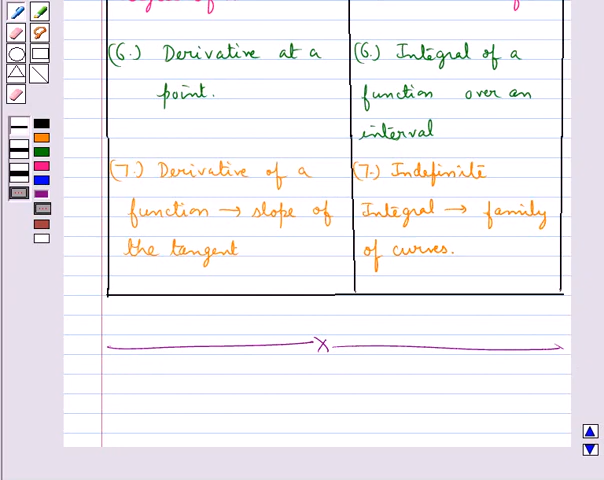 (6.) Derivative at a
point.
(6.) Integral of a
function over an
interval
(7.) Derivative of a
function → slope of
the tangent
(7.) Indefinite
Integral → family
of curves.